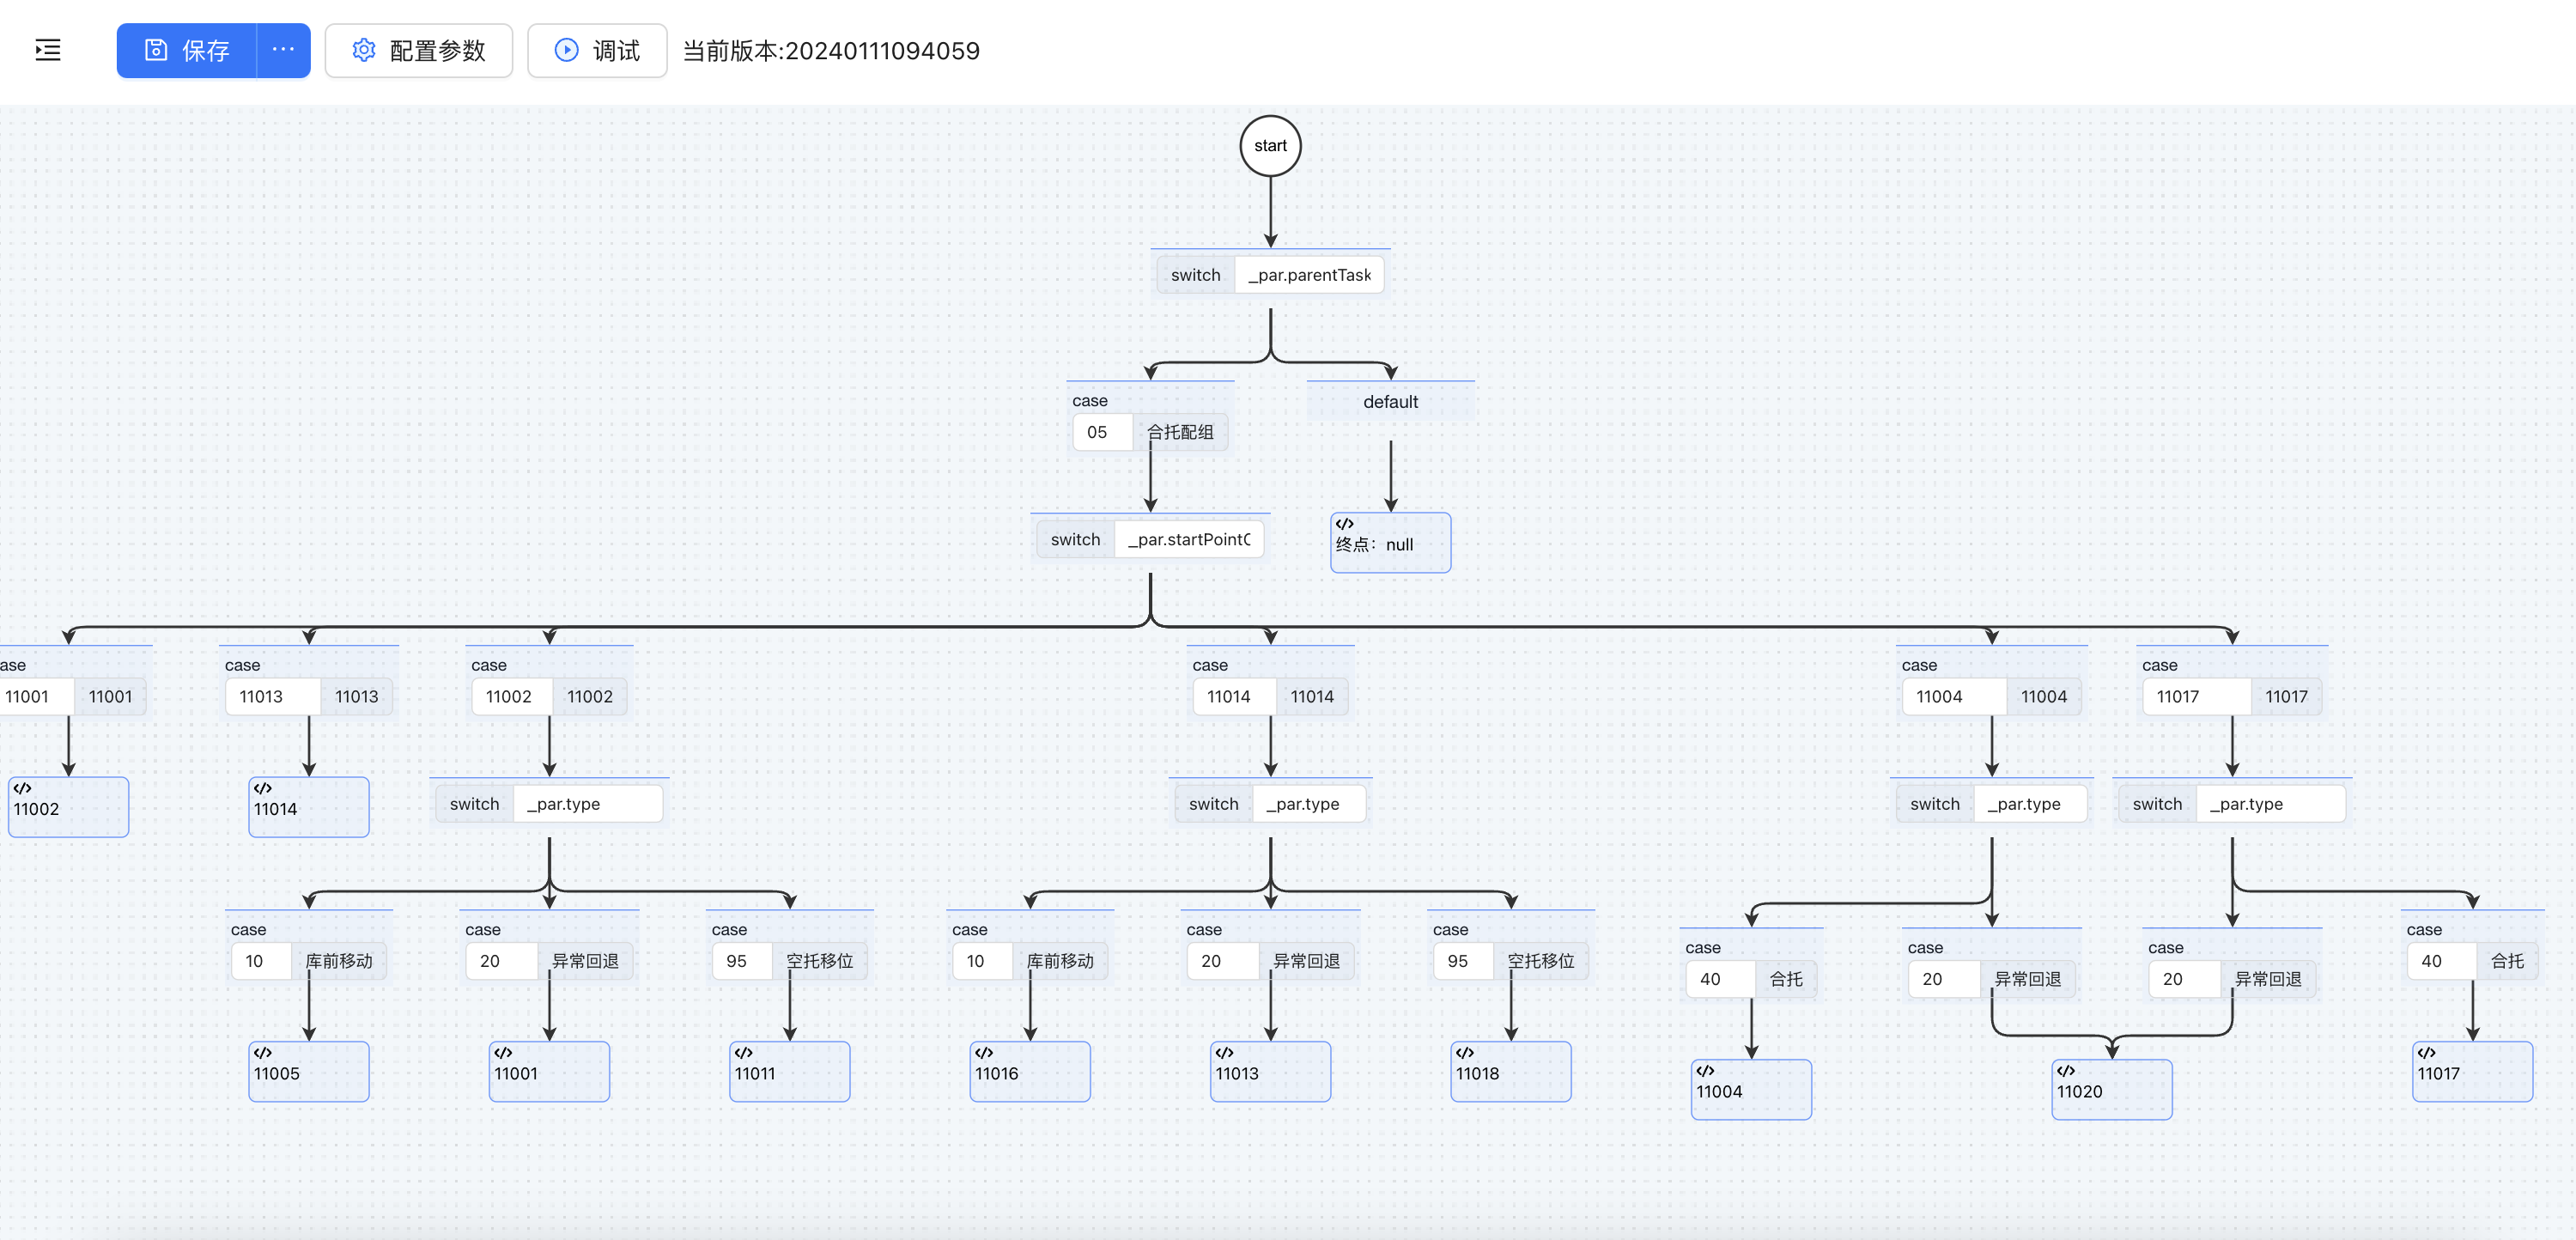 保存 ··· 配置参数 调试 当前版本:20240111094059
start
switch _par.parentTask
case
05 合托配组
default
switch _par.startPointC
终点：null
ase
11001 11001
case
11013 11013
case
11002 11002
case
11014 11014
case
11004 11004
case
11017 11017
</> 11002
</> 11014
switch _par.type
switch _par.type
switch _par.type
switch _par.type
case
10 库前移动
case
20 异常回退
case
95 空托移位
case
10 库前移动
case
20 异常回退
case
95 空托移位
case
40 合托
case
20 异常回退
case
20 异常回退
case
40 合托
</> 11005
</> 11001
</> 11011
</> 11016
</> 11013
</> 11018
</> 11004
</> 11020
</> 11017